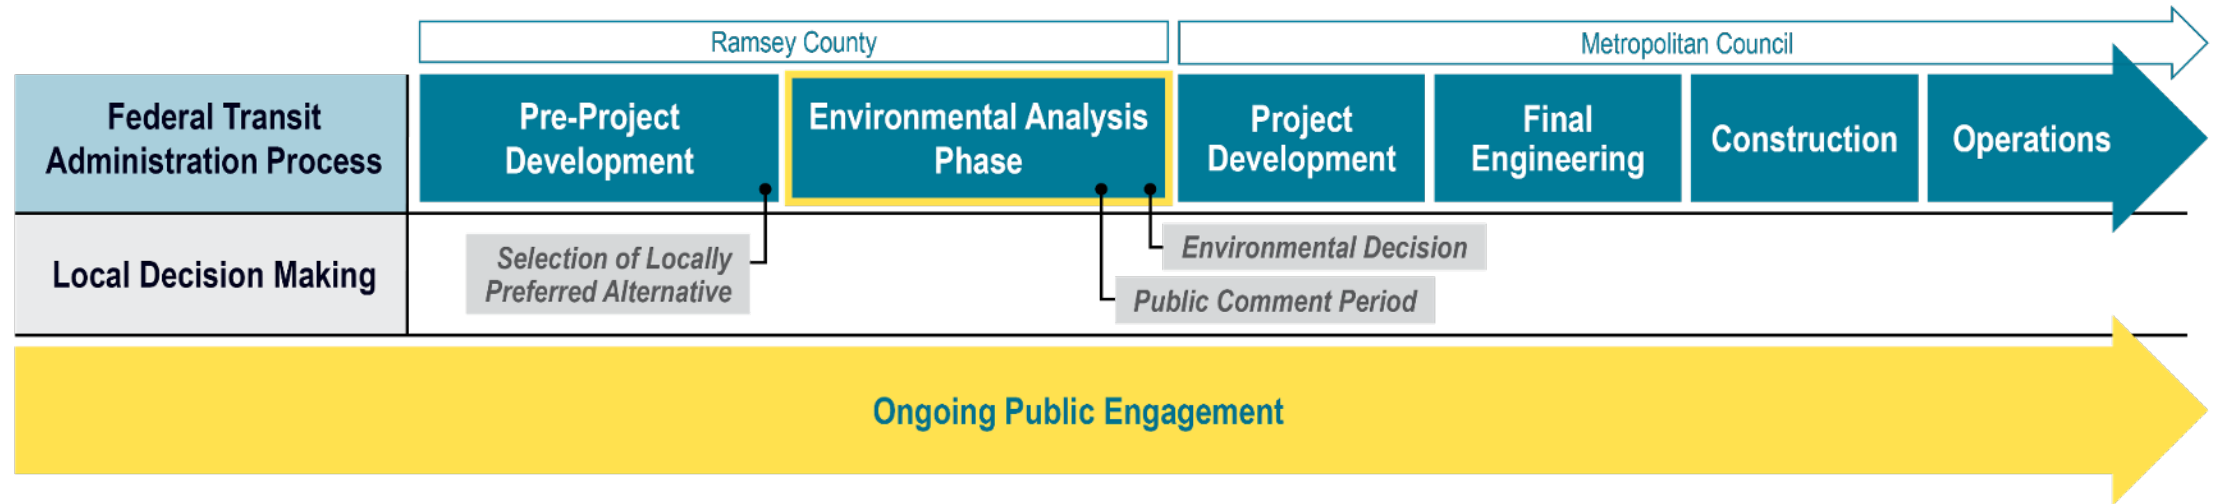 Ramsey County
Metropolitan Council
Federal Transit
Administration Process
Pre-Project
Development
Environmental Analysis
Phase
Project
Development
Final
Engineering
Construction
Operations
Local Decision Making
Selection of Locally
Preferred Alternative
Environmental Decision
Public Comment Period
Ongoing Public Engagement